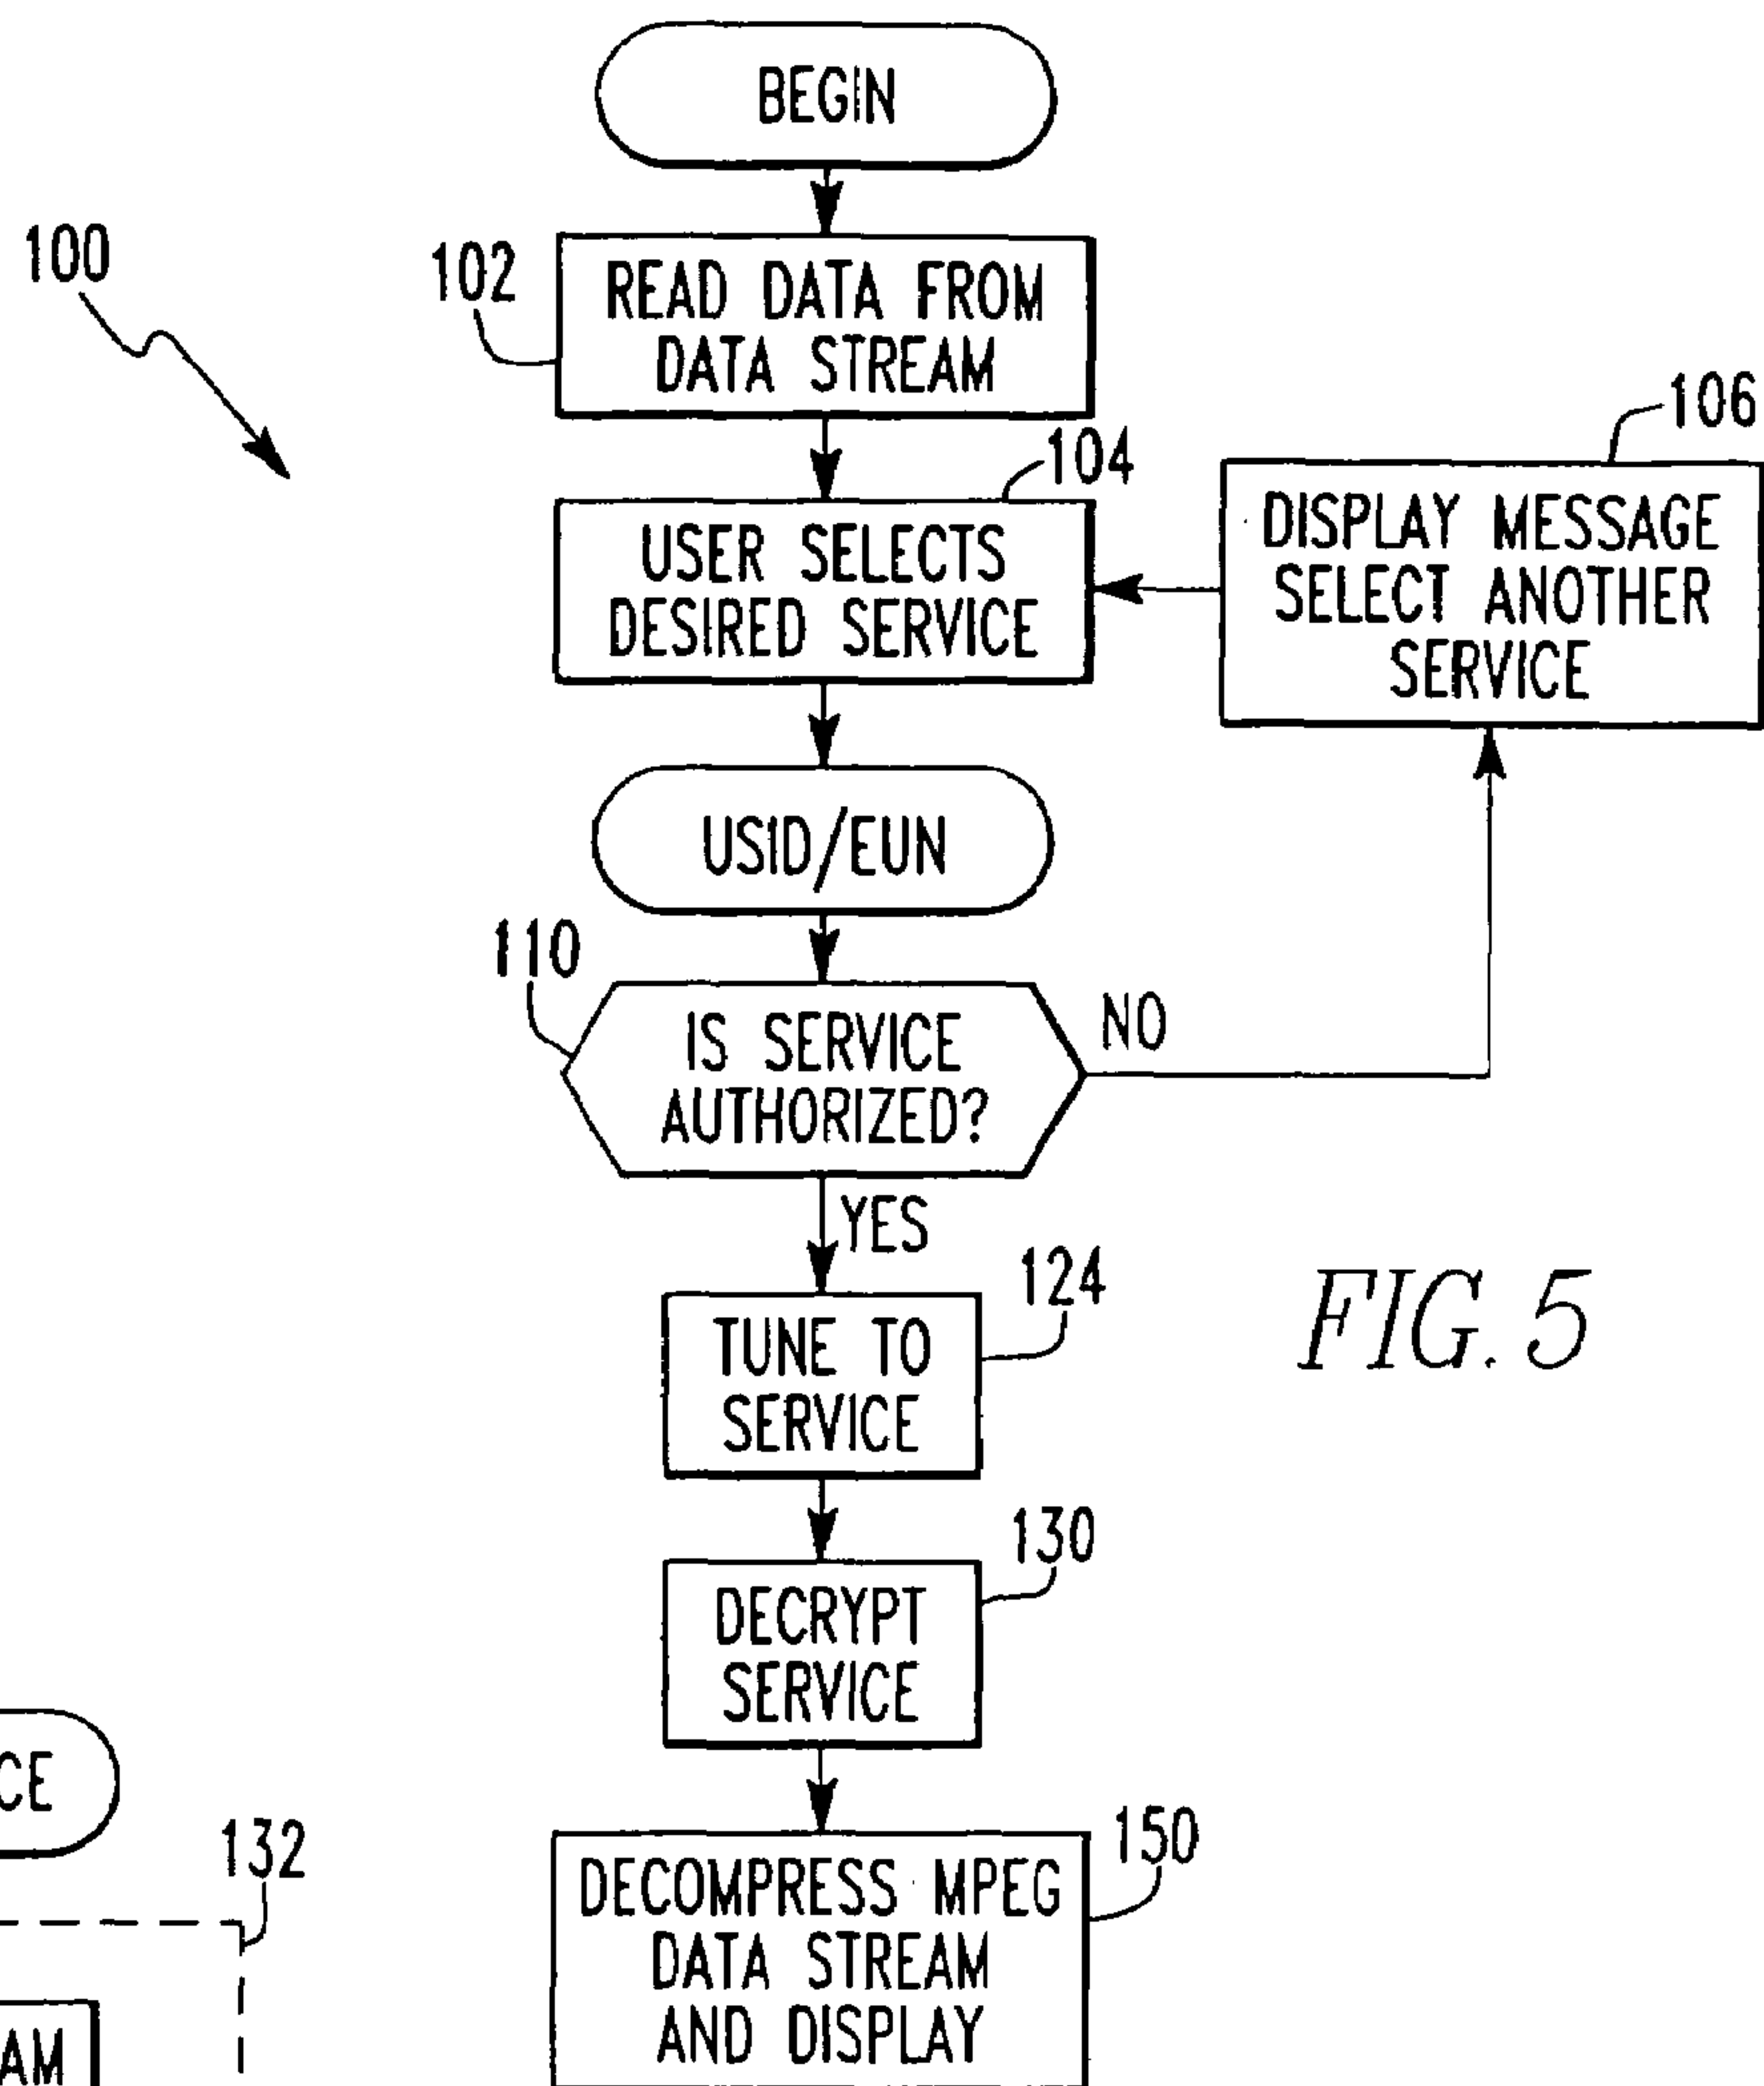 BEGIN
100
102
READ DATA FROM
DATA STREAM
104
106
USER SELECTS
DESIRED SERVICE
DISPLAY MESSAGE
SELECT ANOTHER
SERVICE
USID/EUN
110
IS SERVICE
AUTHORIZED?
NO
YES
124
TUNE TO
SERVICE
FIG. 5
130
DECRYPT
SERVICE
CE
132
150
DECOMPRESS MPEG
DATA STREAM
AND DISPLAY
AM